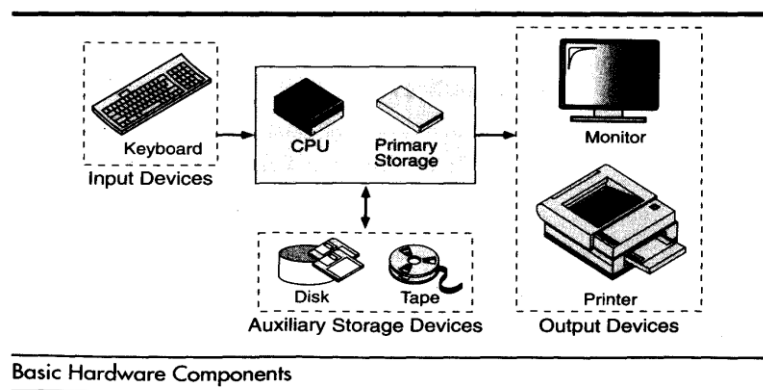 Keyboard
Input Devices
CPU
Primary
Storage
Monitor
Printer
Output Devices
Disk
Tape
Auxiliary Storage Devices
Basic Hardware Components